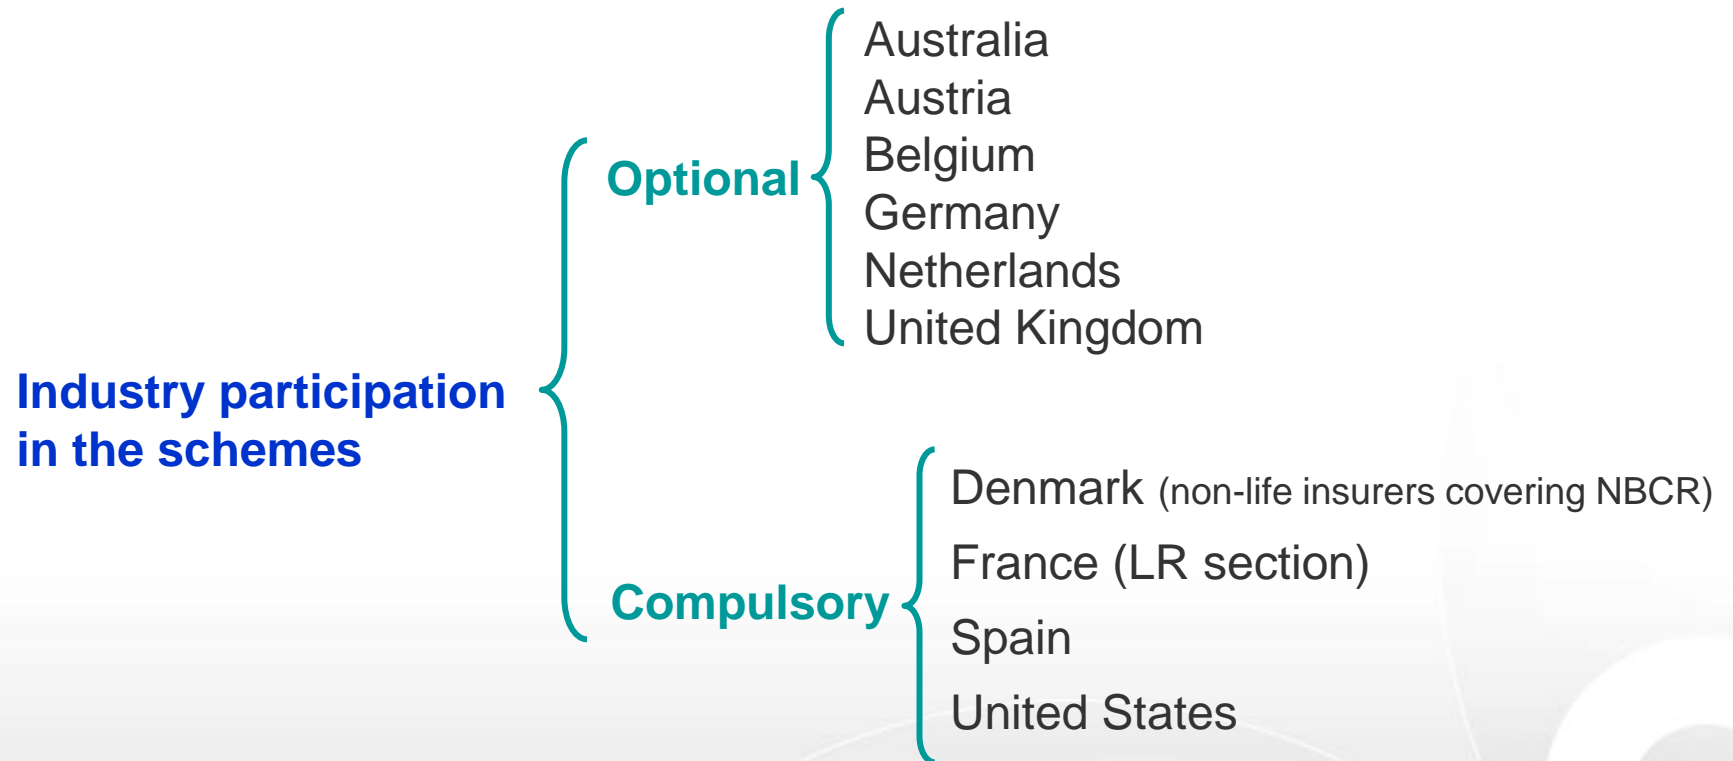 Industry participation
in the schemes
Optional
Australia
Austria
Belgium
Germany
Netherlands
United Kingdom
Compulsory
Denmark (non-life insurers covering NBCR)
France (LR section)
Spain
United States